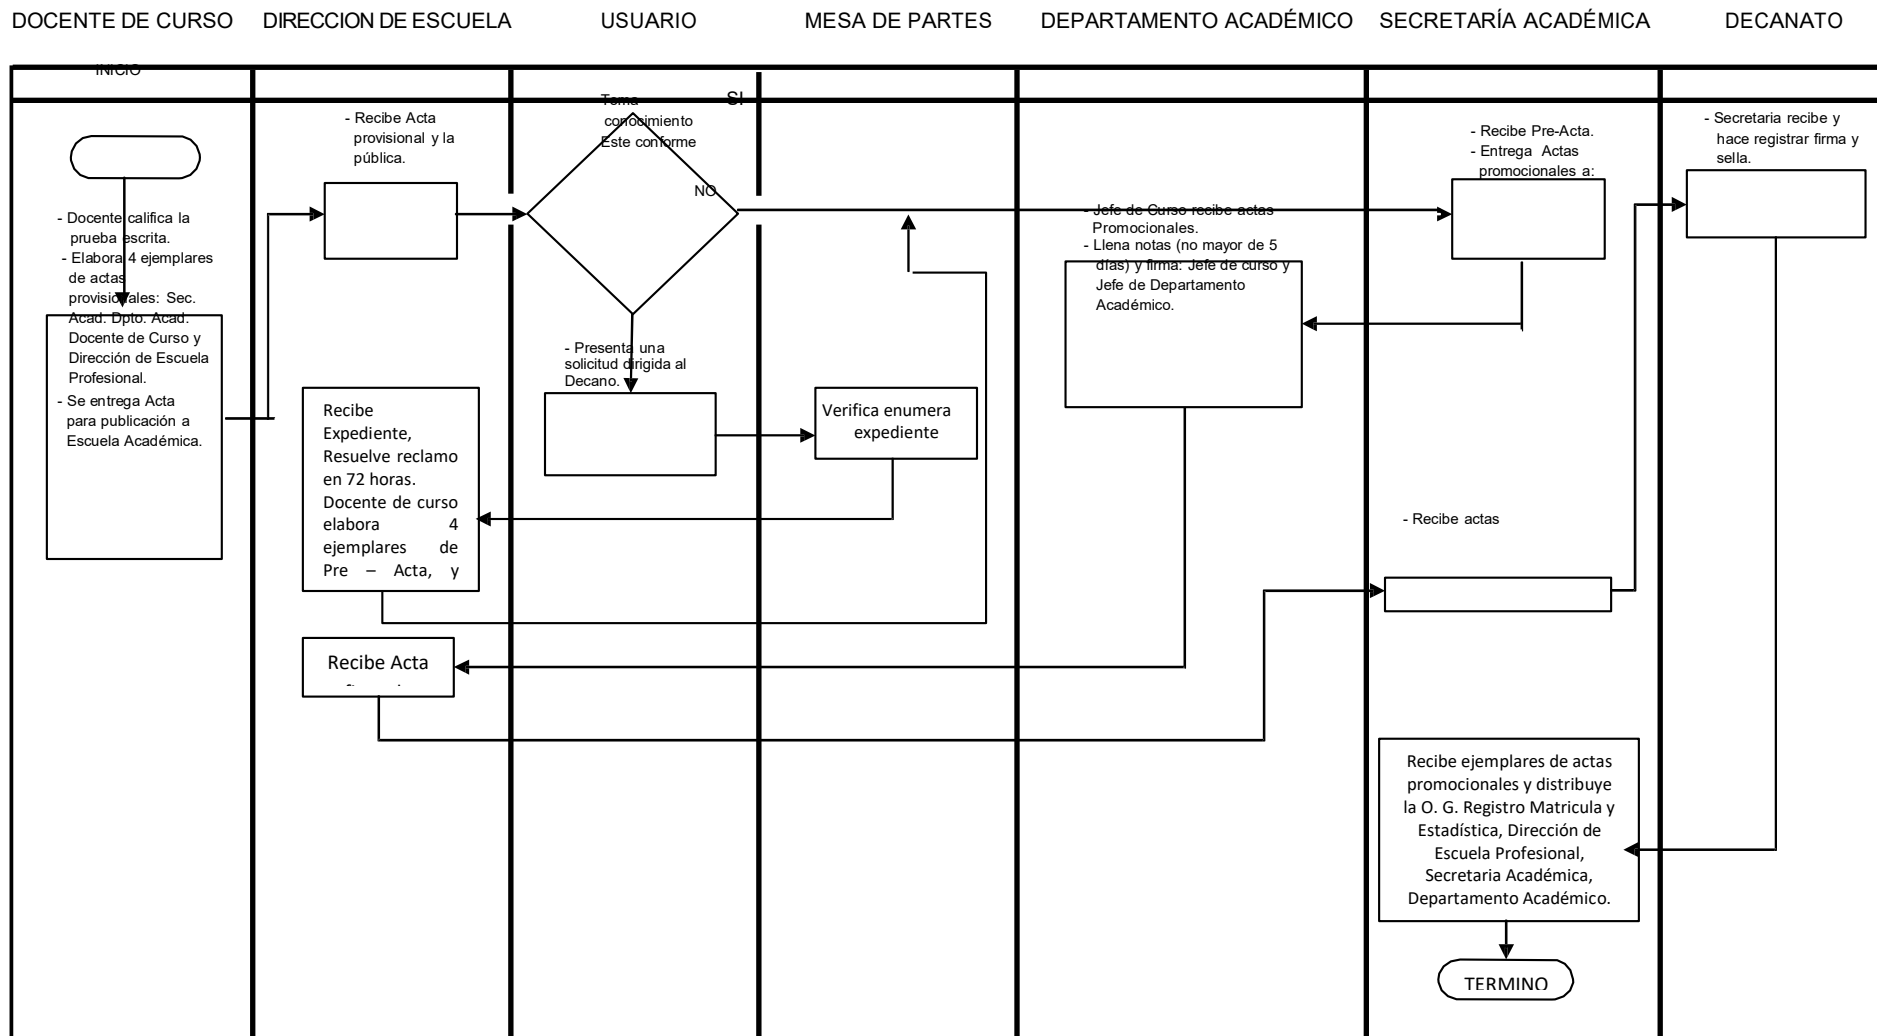 DOCENTE DE CURSO
DIRECCION DE ESCUELA
USUARIO
MESA DE PARTES
DEPARTAMENTO ACADÉMICO
SECRETARÍA ACADÉMICA
DECANATO
INICIO
- Docente califica la
prueba escrita.
- Elabora 4 ejemplares
de actas
provisionales: Sec.
Acad. Dpto. Acad.
Docente de Curso y
Dirección de Escuela
Profesional.
- Se entrega Acta
para publicación a
Escuela Académica.
- Recibe Acta
provisional y la
pública.
Recibe
Expediente,
Resuelve reclamo
en 72 horas.
Docente de curso
elabora 4
ejemplares de
Pre – Acta, y
Recibe Acta
Toma
conocimiento
Este conforme
SI
NO
- Presenta una
solicitud dirigida al
Decano.
Verifica enumera
expediente
- Jefe de Curso recibe actas
Promocionales.
- Llena notas (no mayor de 5
días) y firma: Jefe de curso y
Jefe de Departamento
Académico.
- Recibe Pre-Acta.
- Entrega Actas
promocionales a:
- Recibe actas
Recibe ejemplares de actas
promocionales y distribuye
la O. G. Registro Matricula y
Estadística, Dirección de
Escuela Profesional,
Secretaria Académica,
Departamento Académico.
TERMINO
- Secretaria recibe y
hace registrar firma y
sella.